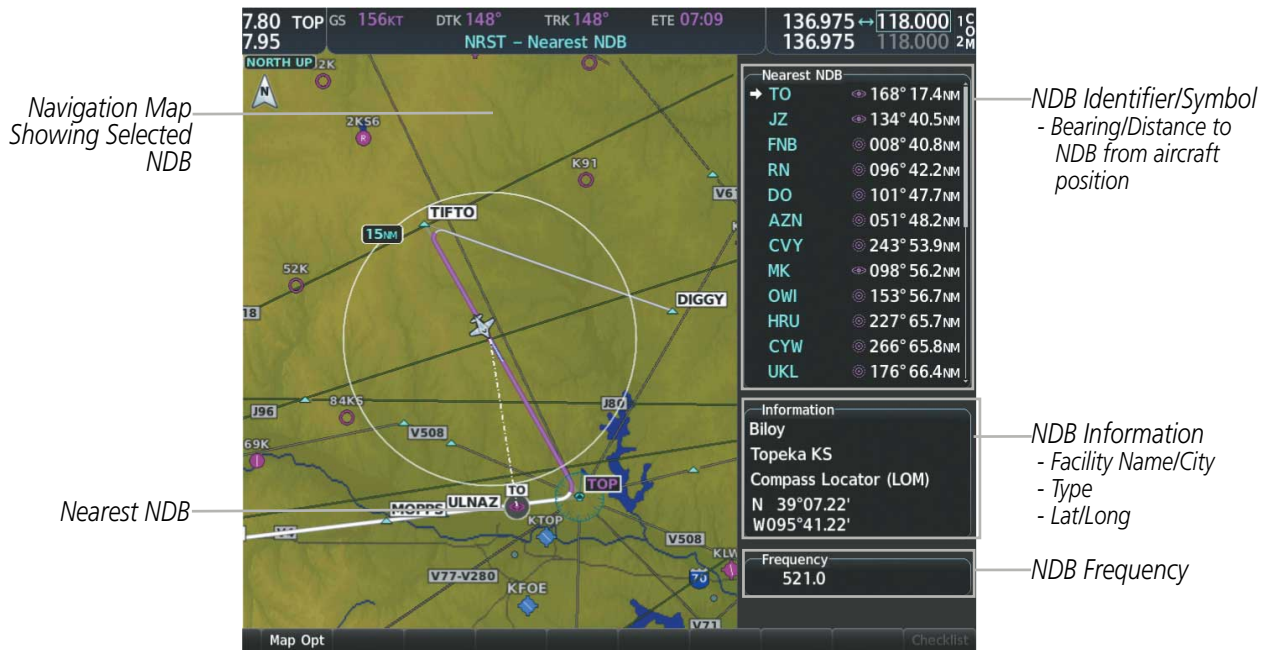 7.80 TOP GS 156KT DTK 148° TRK 148° ETE 07:09 136.975 ↔ 118.000 1 C
7.95 NRST – Nearest NDB 136.975 118.000 2 O M
NORTH UP 2K
N
Navigation Map
Showing Selected
NDB
2KS6
R
K91
V6
TIFTO
15NM
52K
DIGGY
18
84KS
J96
J80
V508
69K
TOP
TO
ULNAZ
MOPPS
KTOP
V4
V508
KLW
V77-V280
70
KFOE
V71
Nearest NDB
Nearest NDB
TO 168° 17.4NM
JZ 134° 40.5NM
FNB 008° 40.8NM
RN 096° 42.2NM
DO 101° 47.7NM
AZN 051° 48.2NM
CVY 243° 53.9NM
MK 098° 56.2NM
OWI 153° 56.7NM
HRU 227° 65.7NM
CYW 266° 65.8NM
UKL 176° 66.4NM
NDB Identifier/Symbol
- Bearing/Distance to
NDB from aircraft
position
Information
Biloy
Topeka KS
Compass Locator (LOM)
N 39°07.22'
W095°41.22'
NDB Information
- Facility Name/City
- Type
- Lat/Long
Frequency
521.0
NDB Frequency
Map Opt
Checklist